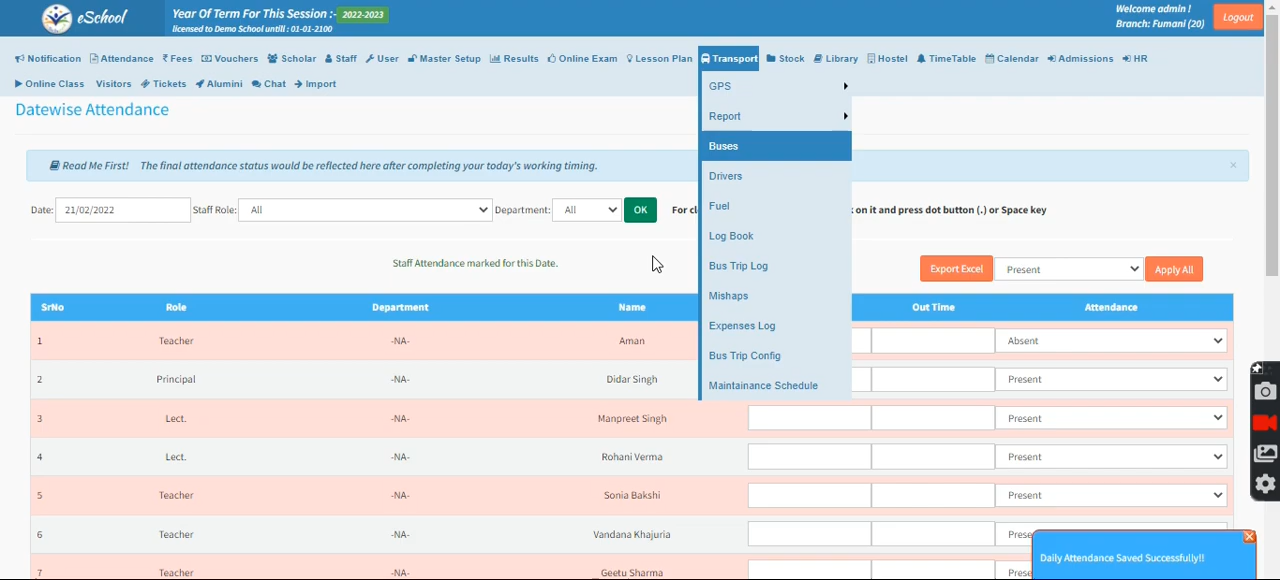 eSchool
Year Of Term For This Session :- 2022-2023
licensed to Demo School untill : 01-01-2100
Welcome admin !
Branch: Fumani (20)
Logout
Notification Attendance Fees Vouchers Scholar Staff User Master Setup Results Online Exam Lesson Plan Transport Stock Library Hostel TimeTable Calendar Admissions HR
Online Class Visitors Tickets Alumini Chat Import
GPS
Report
Buses
Drivers
Fuel
Log Book
Bus Trip Log
Mishaps
Expenses Log
Bus Trip Config
Maintainance Schedule
Datewise Attendance
Read Me First! The final attendance status would be reflected here after completing your today's working timing. ×
Date: 21/02/2022 Staff Role: All Department: All OK For cl on it and press dot button (.) or Space key
Staff Attendance marked for this Date.
Export Excel Present Apply All
SrNo Role Department Name Out Time Attendance
1 Teacher -NA- Aman Absent
2 Principal -NA- Didar Singh Present
3 Lect. -NA- Manpreet Singh Present
4 Lect. -NA- Rohani Verma Present
5 Teacher -NA- Sonia Bakshi Present
6 Teacher -NA- Vandana Khajuria Prese
7 Teacher -NA- Geetu Sharma Prese
Daily Attendance Saved Successfully!!